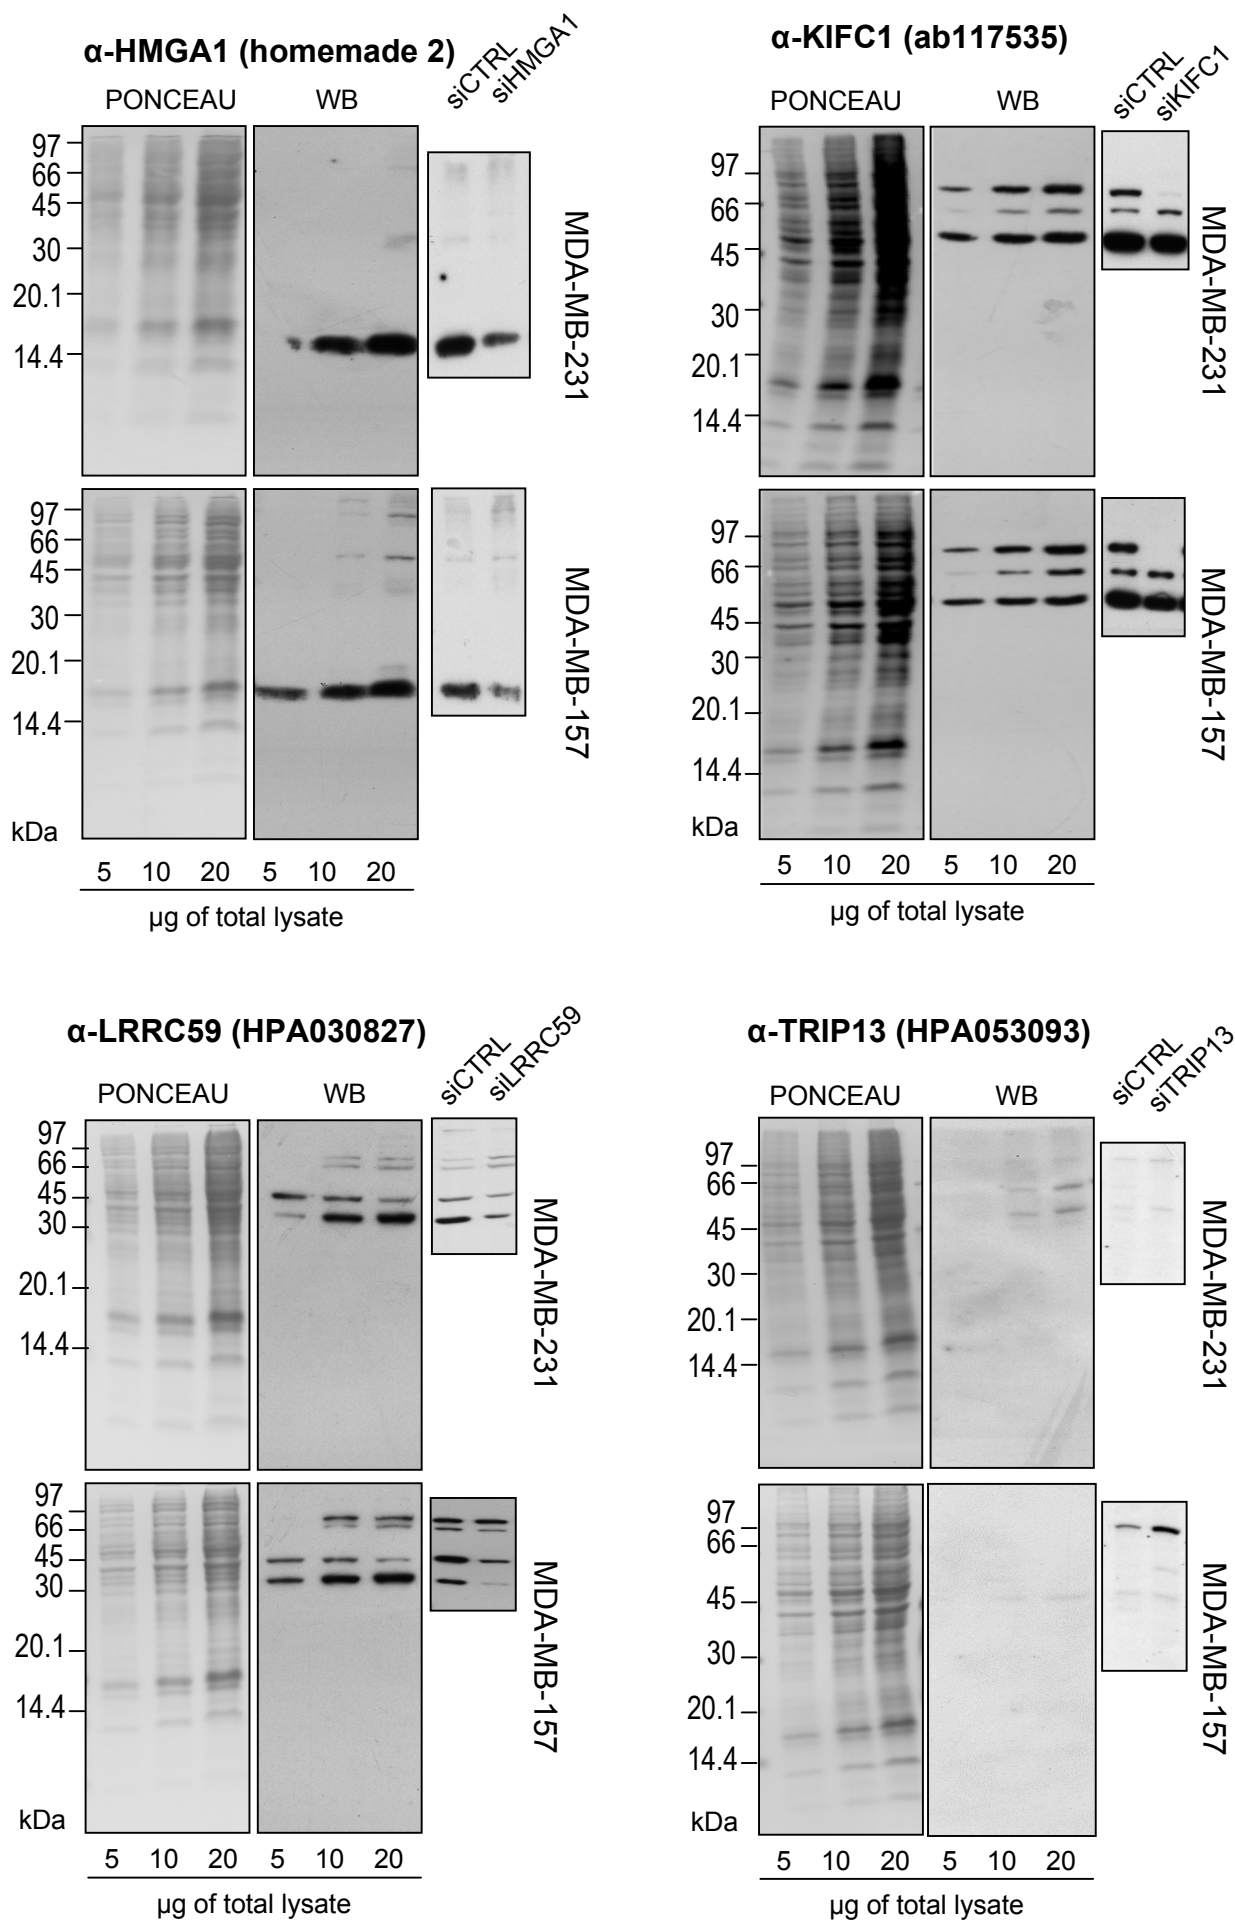 α-HMGA1 (homemade 2)
siCTRL
siHMGA1
PONCEAU
WB
97
66
45
30
20.1
14.4
MDA-MB-231
97
66
45
30
20.1
14.4
kDa
MDA-MB-157
5 10 20 5 10 20
µg of total lysate
α-KIFC1 (ab117535)
siCTRL
siKIFC1
PONCEAU
WB
97
66
45
30
20.1
14.4
MDA-MB-231
97
66
45
30
20.1
14.4
kDa
MDA-MB-157
5 10 20 5 10 20
µg of total lysate
α-LRRC59 (HPA030827)
siCTRL
siLRRC59
PONCEAU
WB
97
66
45
30
20.1
14.4
MDA-MB-231
97
66
45
30
20.1
14.4
kDa
MDA-MB-157
5 10 20 5 10 20
µg of total lysate
α-TRIP13 (HPA053093)
siCTRL
siTRIP13
PONCEAU
WB
97
66
45
30
20.1
14.4
MDA-MB-231
97
66
45
30
20.1
14.4
kDa
MDA-MB-157
5 10 20 5 10 20
µg of total lysate